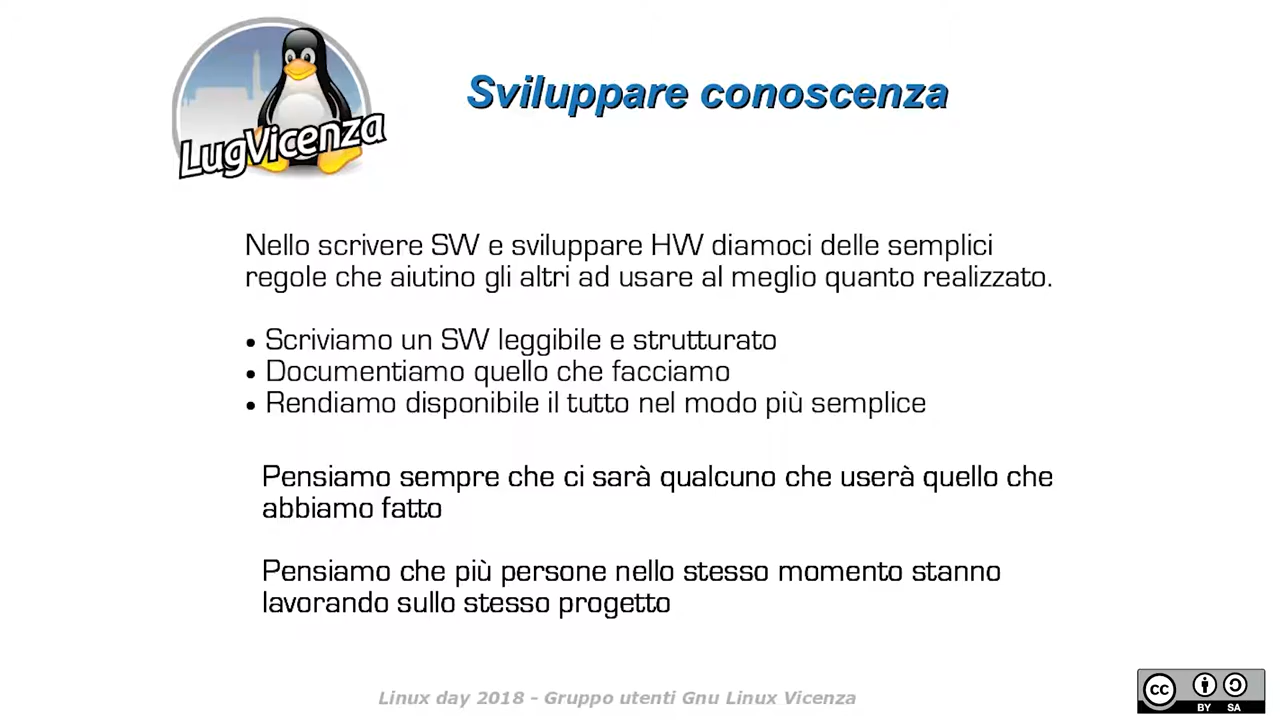 LugVicenza
Sviluppare conoscenza
Nello scrivere SW e sviluppare HW diamoci delle semplici
regole che aiutino gli altri ad usare al meglio quanto realizzato.
• Scriviamo un SW leggibile e strutturato
• Documentiamo quello che facciamo
• Rendiamo disponibile il tutto nel modo più semplice
Pensiamo sempre che ci sarà qualcuno che userà quello che
abbiamo fatto
Pensiamo che più persone nello stesso momento stanno
lavorando sullo stesso progetto
Linux day 2018 - Gruppo utenti Gnu Linux Vicenza
cc BY SA